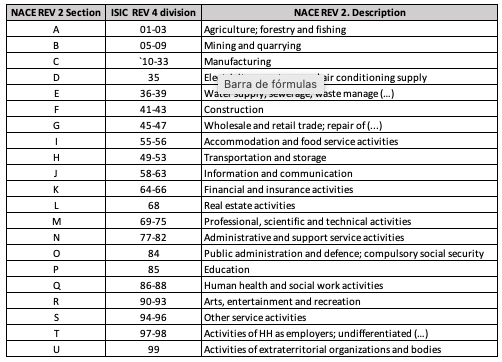 NACE REV 2 Section ISIC REV 4 division NACE REV 2. Description
A 01-03 Agriculture; forestry and fishing
B 05-09 Mining and quarrying
C `10-33 Manufacturing
D 35 air conditioning supply
Barra de fórmulas
E 36-39 Water supply; sewerage; waste manage (...)
F 41-43 Construction
G 45-47 Wholesale and retail trade; repair of (...)
I 55-56 Accommodation and food service activities
H 49-53 Transportation and storage
J 58-63 Information and communication
K 64-66 Financial and insurance activities
L 68 Real estate activities
M 69-75 Professional, scientific and technical activities
N 77-82 Administrative and support service activities
O 84 Public administration and defence; compulsory social security
P 85 Education
Q 86-88 Human health and social work activities
R 90-93 Arts, entertainment and recreation
S 94-96 Other service activities
T 97-98 Activities of HH as employers; undifferentiated (...)
U 99 Activities of extraterritorial organizations and bodies